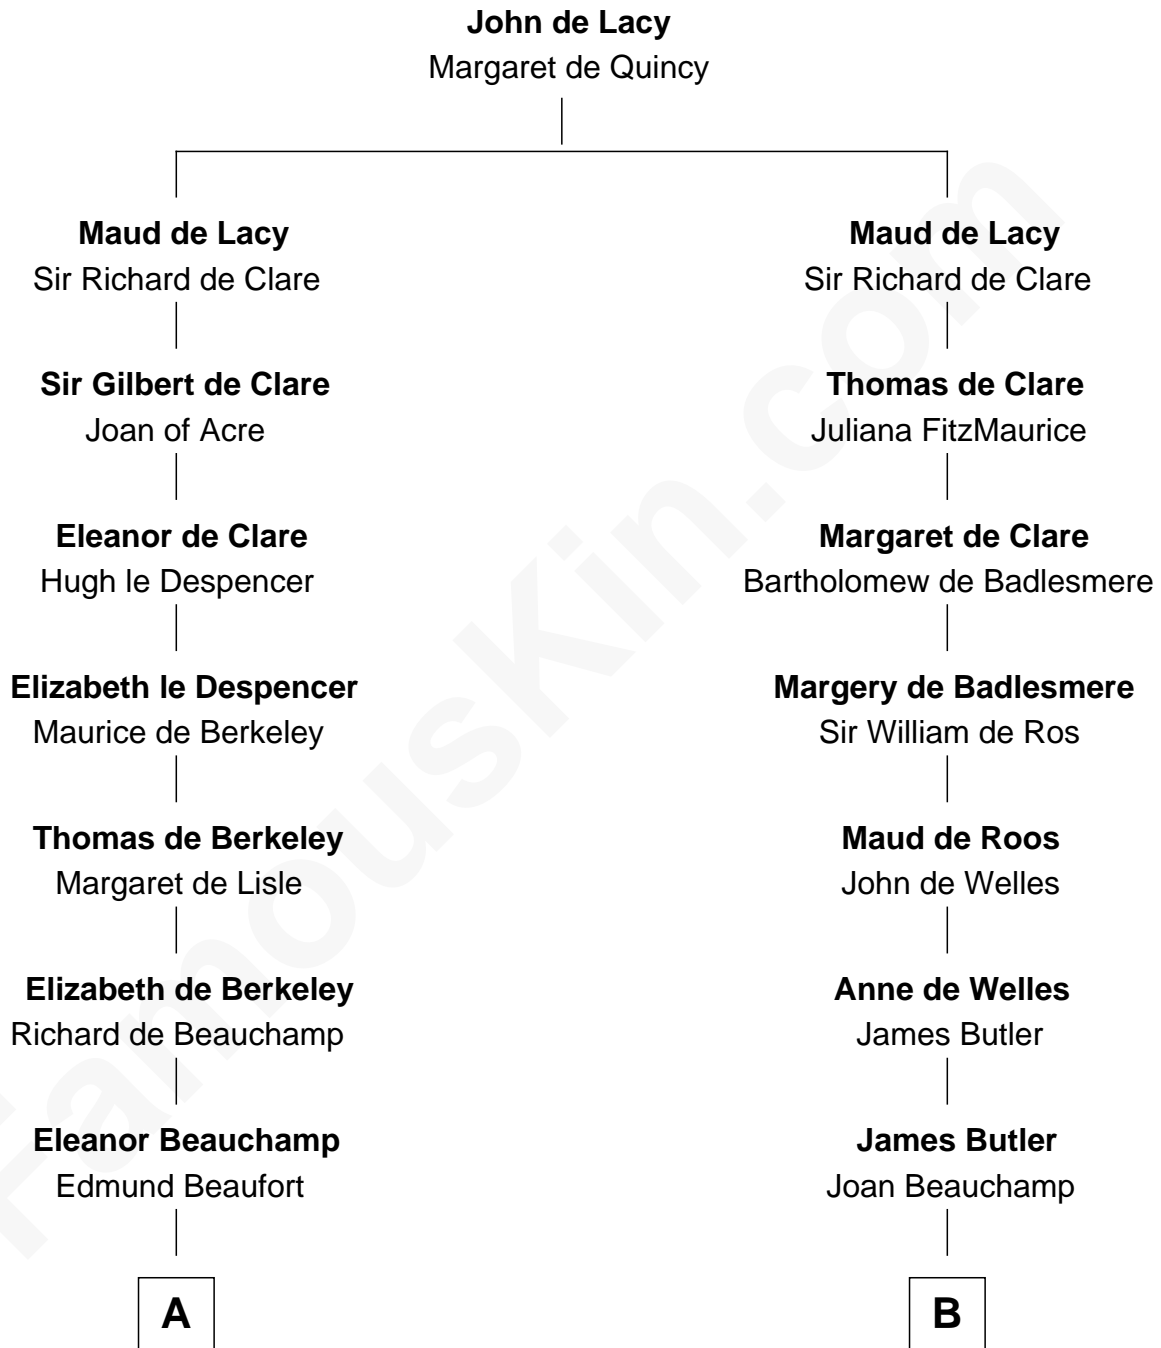 John de Lacy
Margaret de Quincy
Maud de Lacy
Sir Richard de Clare
Maud de Lacy
Sir Richard de Clare
Sir Gilbert de Clare
Joan of Acre
Thomas de Clare
Juliana FitzMaurice
Eleanor de Clare
Hugh le Despencer
Margaret de Clare
Bartholomew de Badlesmere
Elizabeth le Despencer
Maurice de Berkeley
Margery de Badlesmere
Sir William de Ros
Thomas de Berkeley
Margaret de Lisle
Maud de Roos
John de Welles
Elizabeth de Berkeley
Richard de Beauchamp
Anne de Welles
James Butler
Eleanor Beauchamp
Edmund Beaufort
James Butler
Joan Beauchamp
A
B
FamousKin.com